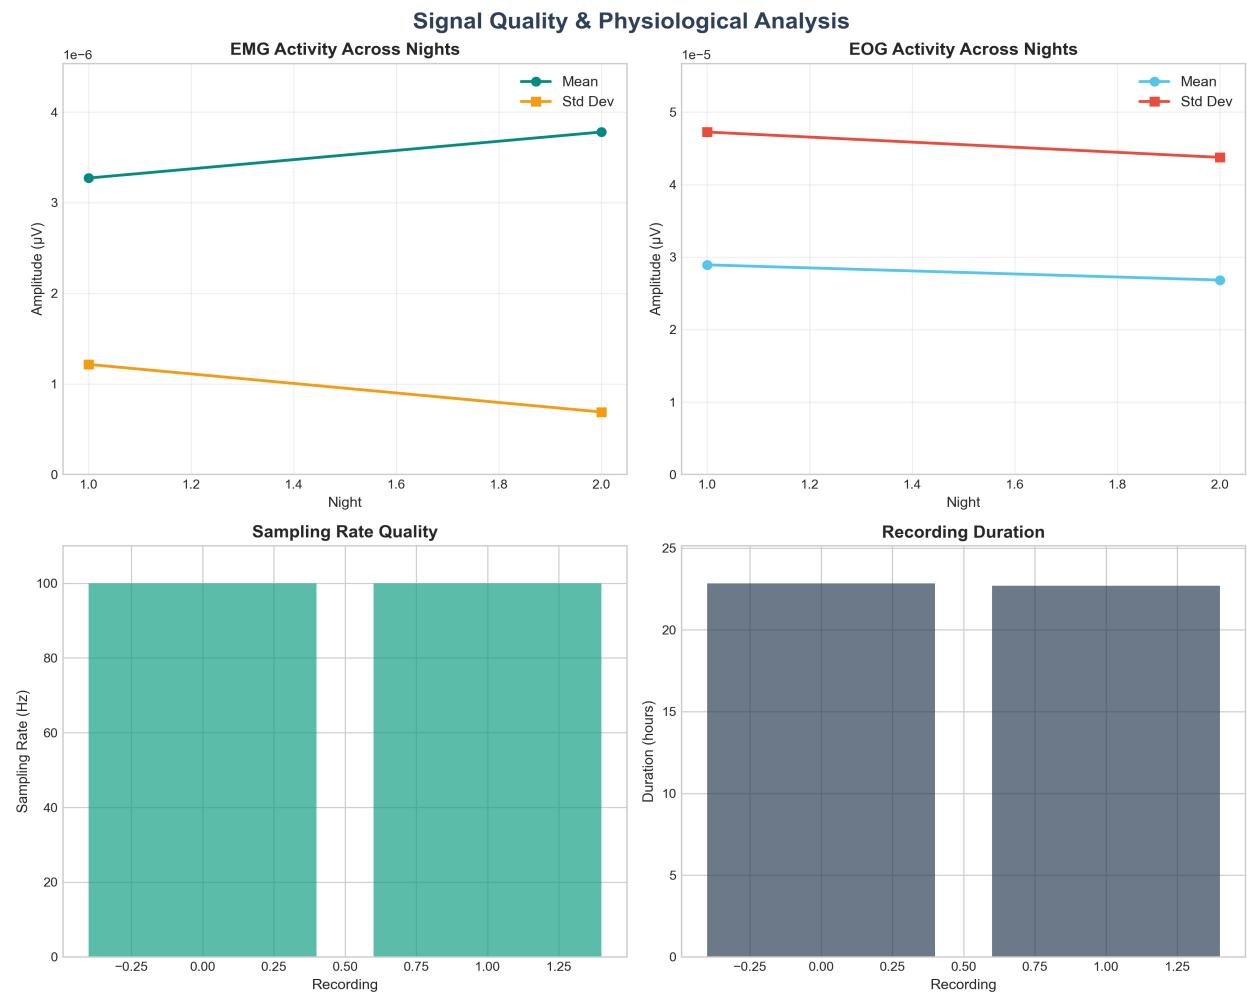 Signal Quality & Physiological Analysis
EMG Activity Across Nights
1e−6
Mean
Std Dev
4
3
2
1
0
Amplitude (µV)
1.0 1.2 1.4 1.6 1.8 2.0
Night
EOG Activity Across Nights
1e−5
Mean
Std Dev
5
4
3
2
1
0
Amplitude (µV)
1.0 1.2 1.4 1.6 1.8 2.0
Night
Sampling Rate Quality
100
80
60
40
20
0
Sampling Rate (Hz)
−0.25 0.00 0.25 0.50 0.75 1.00 1.25
Recording
Recording Duration
25
20
15
10
5
0
Duration (hours)
−0.25 0.00 0.25 0.50 0.75 1.00 1.25
Recording